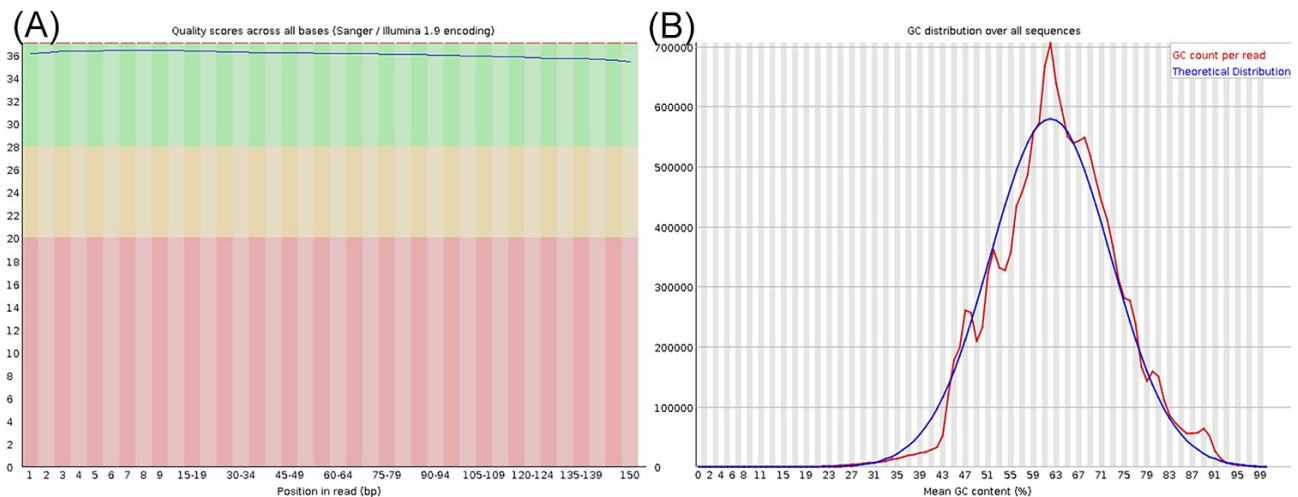 (A)
Quality scores across all bases (Sanger / Illumina 1.9 encoding)
36
34
32
30
28
26
24
22
20
18
16
14
12
10
8
6
4
2
0
1 2 3 4 5 6 7 8 9 15-19 30-34 45-49 60-64 75-79 90-94 105-109 120-124 135-139 150
Position in read (bp)
(B)
GC distribution over all sequences
GC count per read
Theoretical Distribution
700000
600000
500000
400000
300000
200000
100000
0
0 2 4 6 8 11 15 19 23 27 31 35 39 43 47 51 55 59 63 67 71 75 79 83 87 91 95 99
Mean GC content (%)